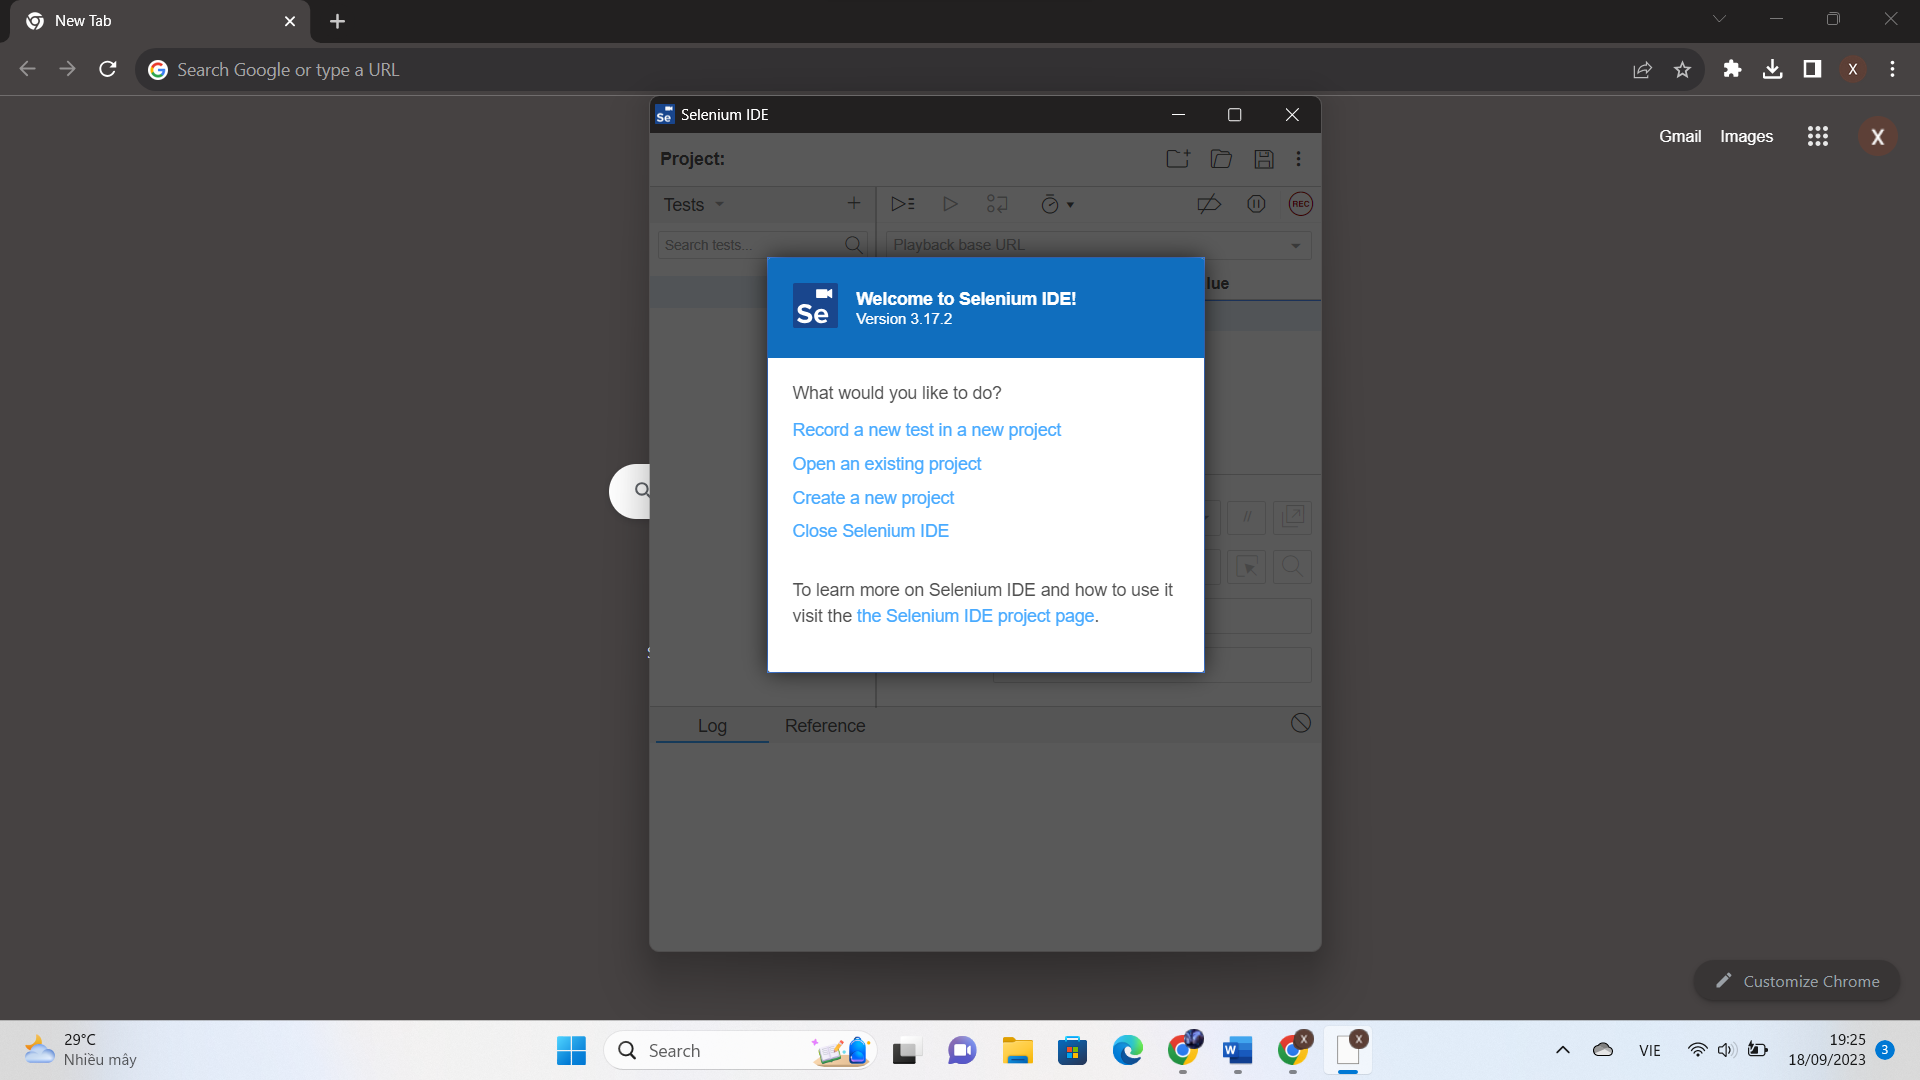 New Tab
Search Google or type a URL
X
Gmail
Images
X
Se
Selenium IDE
Project:
Tests
REC
Search tests...
Playback base URL
lue
Se
Welcome to Selenium IDE!
Version 3.17.2
What would you like to do?
Record a new test in a new project
Open an existing project
Create a new project
Close Selenium IDE
//
To learn more on Selenium IDE and how to use it
visit the the Selenium IDE project page.
Log
Reference
Customize Chrome
29°C
Nhiều mây
Search
W
X
X
VIE
19:25
18/09/2023
3